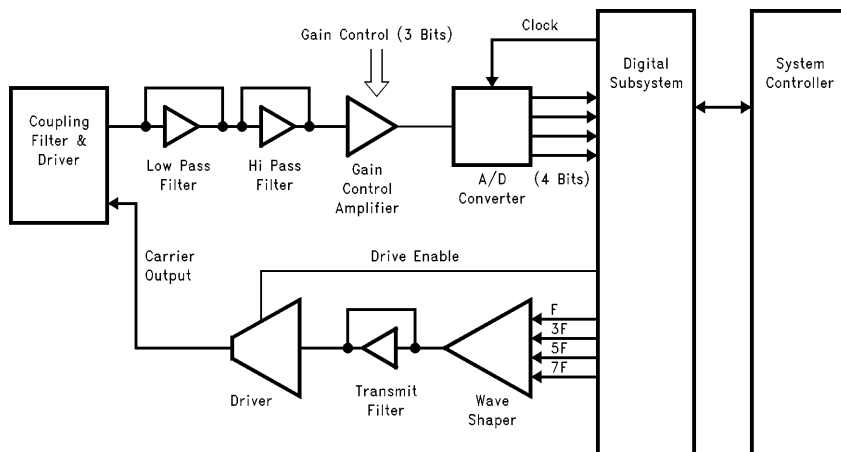 Gain Control (3 Bits)
Clock
Digital
Subsystem
System
Controller
Coupling
Filter &
Driver
Low Pass
Filter
Hi Pass
Filter
Gain
Control
Amplifier
A/D
Converter
(4 Bits)
Carrier
Output
Drive Enable
F
3F
5F
7F
Driver
Transmit
Filter
Wave
Shaper